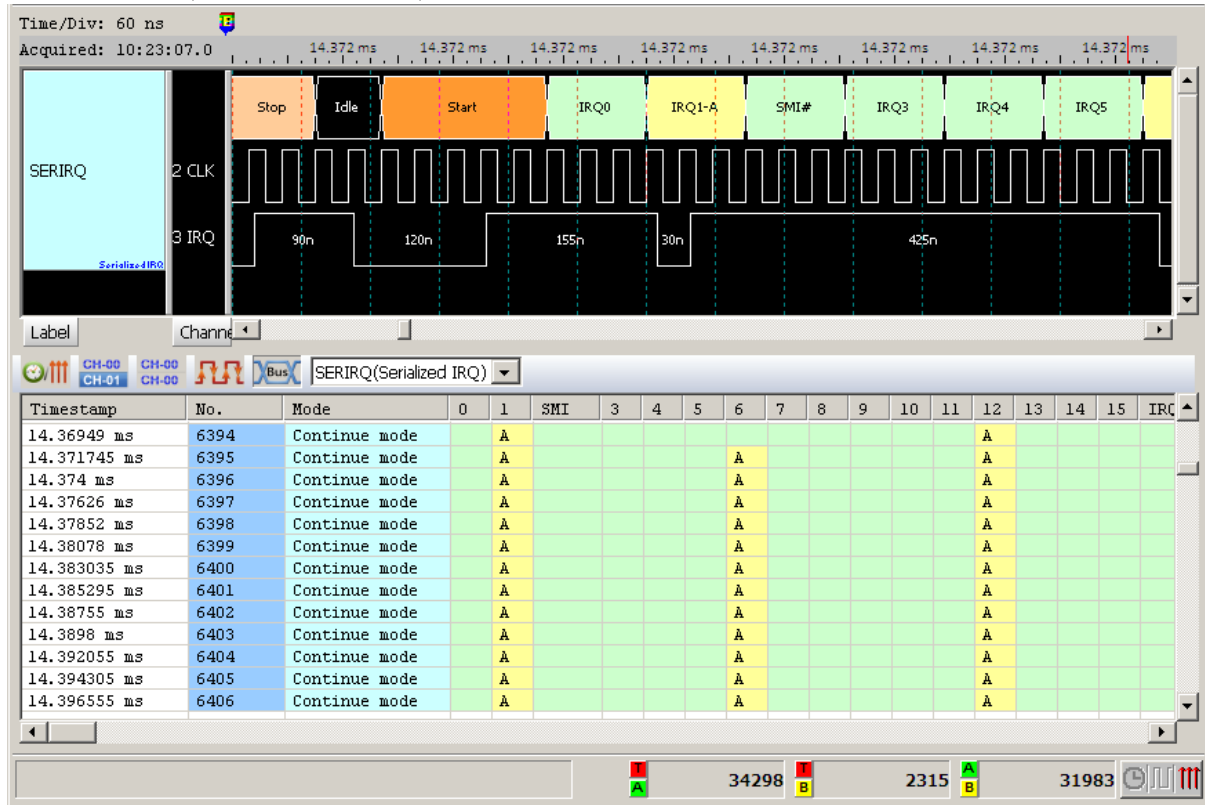 Time/Div: 60 ns
Acquired: 10:23:07.0
14.372 ms 14.372 ms 14.372 ms 14.372 ms 14.372 ms 14.372 ms 14.372 ms 14.372 ms
Stop Idle Start IRQ0 IRQ1-A SMI# IRQ3 IRQ4 IRQ5
SERIRQ 2 CLK
3 IRQ 90n 120n 155n 30n 425n
Serialized IRQ
Label Channe
CH-00 CH-01 CH-00 CH-00 Bus SERIRQ(Serialized IRQ)
Timestamp No. Mode 0 1 SMI 3 4 5 6 7 8 9 10 11 12 13 14 15 IRQ
14.36949 ms 6394 Continue mode A A
14.371745 ms 6395 Continue mode A A A
14.374 ms 6396 Continue mode A A A
14.37626 ms 6397 Continue mode A A A
14.37852 ms 6398 Continue mode A A A
14.38078 ms 6399 Continue mode A A A
14.383035 ms 6400 Continue mode A A A
14.385295 ms 6401 Continue mode A A A
14.38755 ms 6402 Continue mode A A A
14.3898 ms 6403 Continue mode A A A
14.392055 ms 6404 Continue mode A A A
14.394305 ms 6405 Continue mode A A A
14.396555 ms 6406 Continue mode A A A
T A 34298 T B 2315 A B 31983